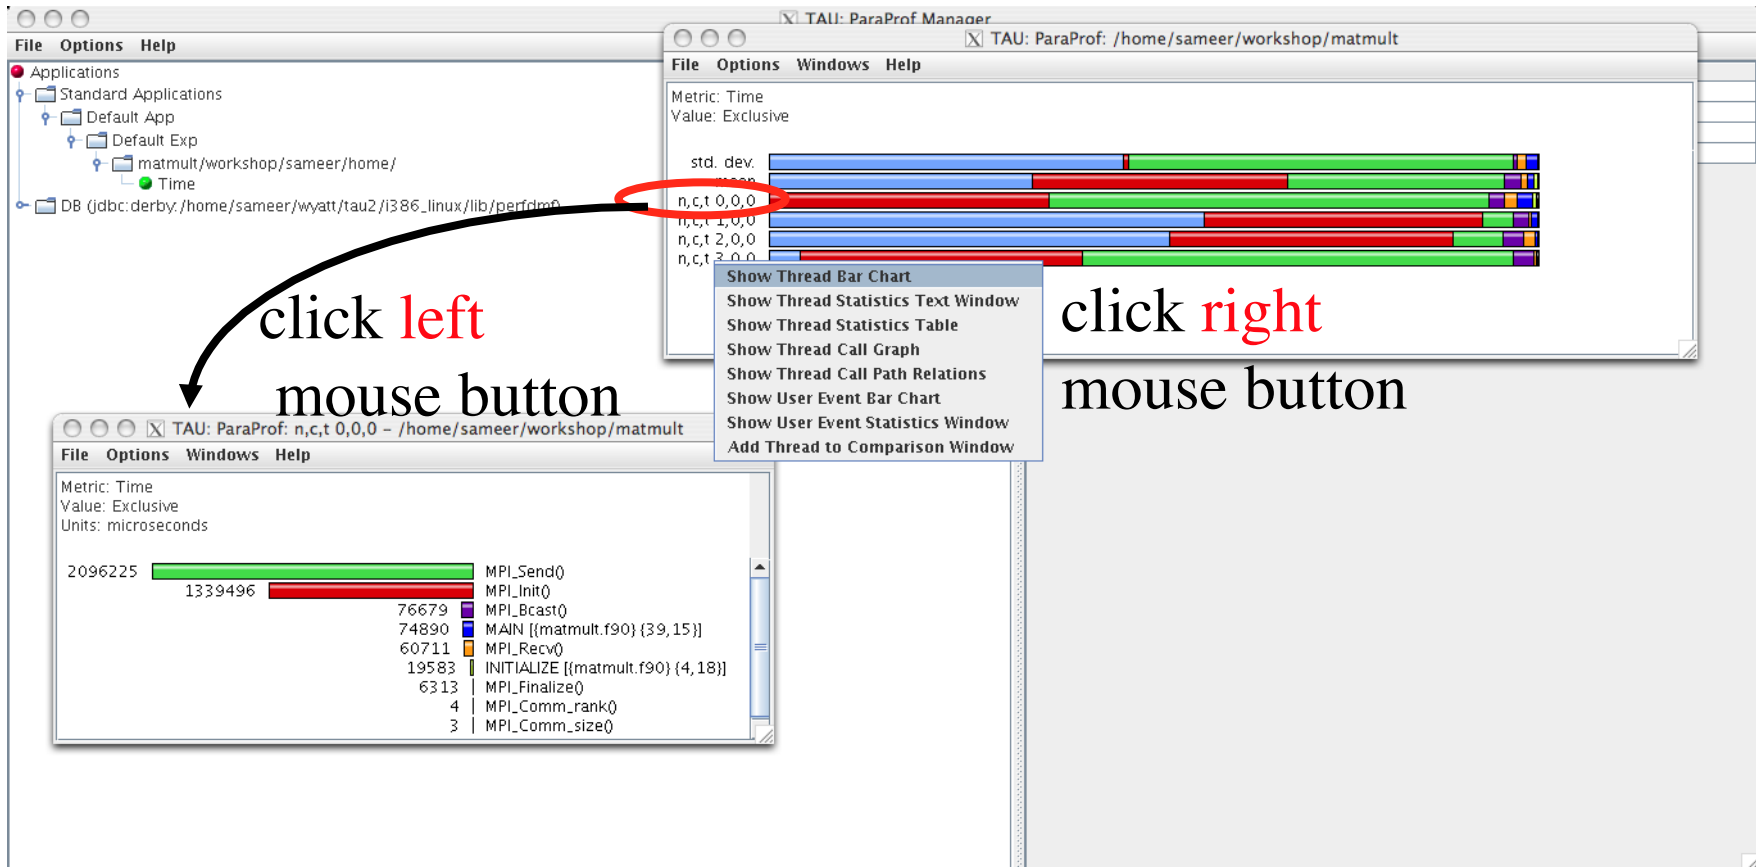 TAU: ParaProf Manager
File Options Help
Applications
Standard Applications
Default App
Default Exp
matmult/workshop/sameer/home/
Time
DB (jdbc:derby:/home/sameer/wyatt/tau2/i386_linux/lib/perfdmf)
TAU: ParaProf: /home/sameer/workshop/matmult
File Options Windows Help
Metric: Time
Value: Exclusive
std. dev.
mean
n,c,t 0,0,0
n,c,t 1,0,0
n,c,t 2,0,0
n,c,t 3,0,0
Show Thread Bar Chart
Show Thread Statistics Text Window
Show Thread Statistics Table
Show Thread Call Graph
Show Thread Call Path Relations
Show User Event Bar Chart
Show User Event Statistics Window
Add Thread to Comparison Window
click left
mouse button
click right
mouse button
TAU: ParaProf: n,c,t 0,0,0 – /home/sameer/workshop/matmult
File Options Windows Help
Metric: Time
Value: Exclusive
Units: microseconds
2096225 MPI_Send()
1339496 MPI_Init()
76679 MPI_Bcast()
74890 MAIN [{matmult.f90} {39,15}]
60711 MPI_Recv()
19583 INITIALIZE [{matmult.f90} {4,18}]
6313 MPI_Finalize()
4 MPI_Comm_rank()
3 MPI_Comm_size()